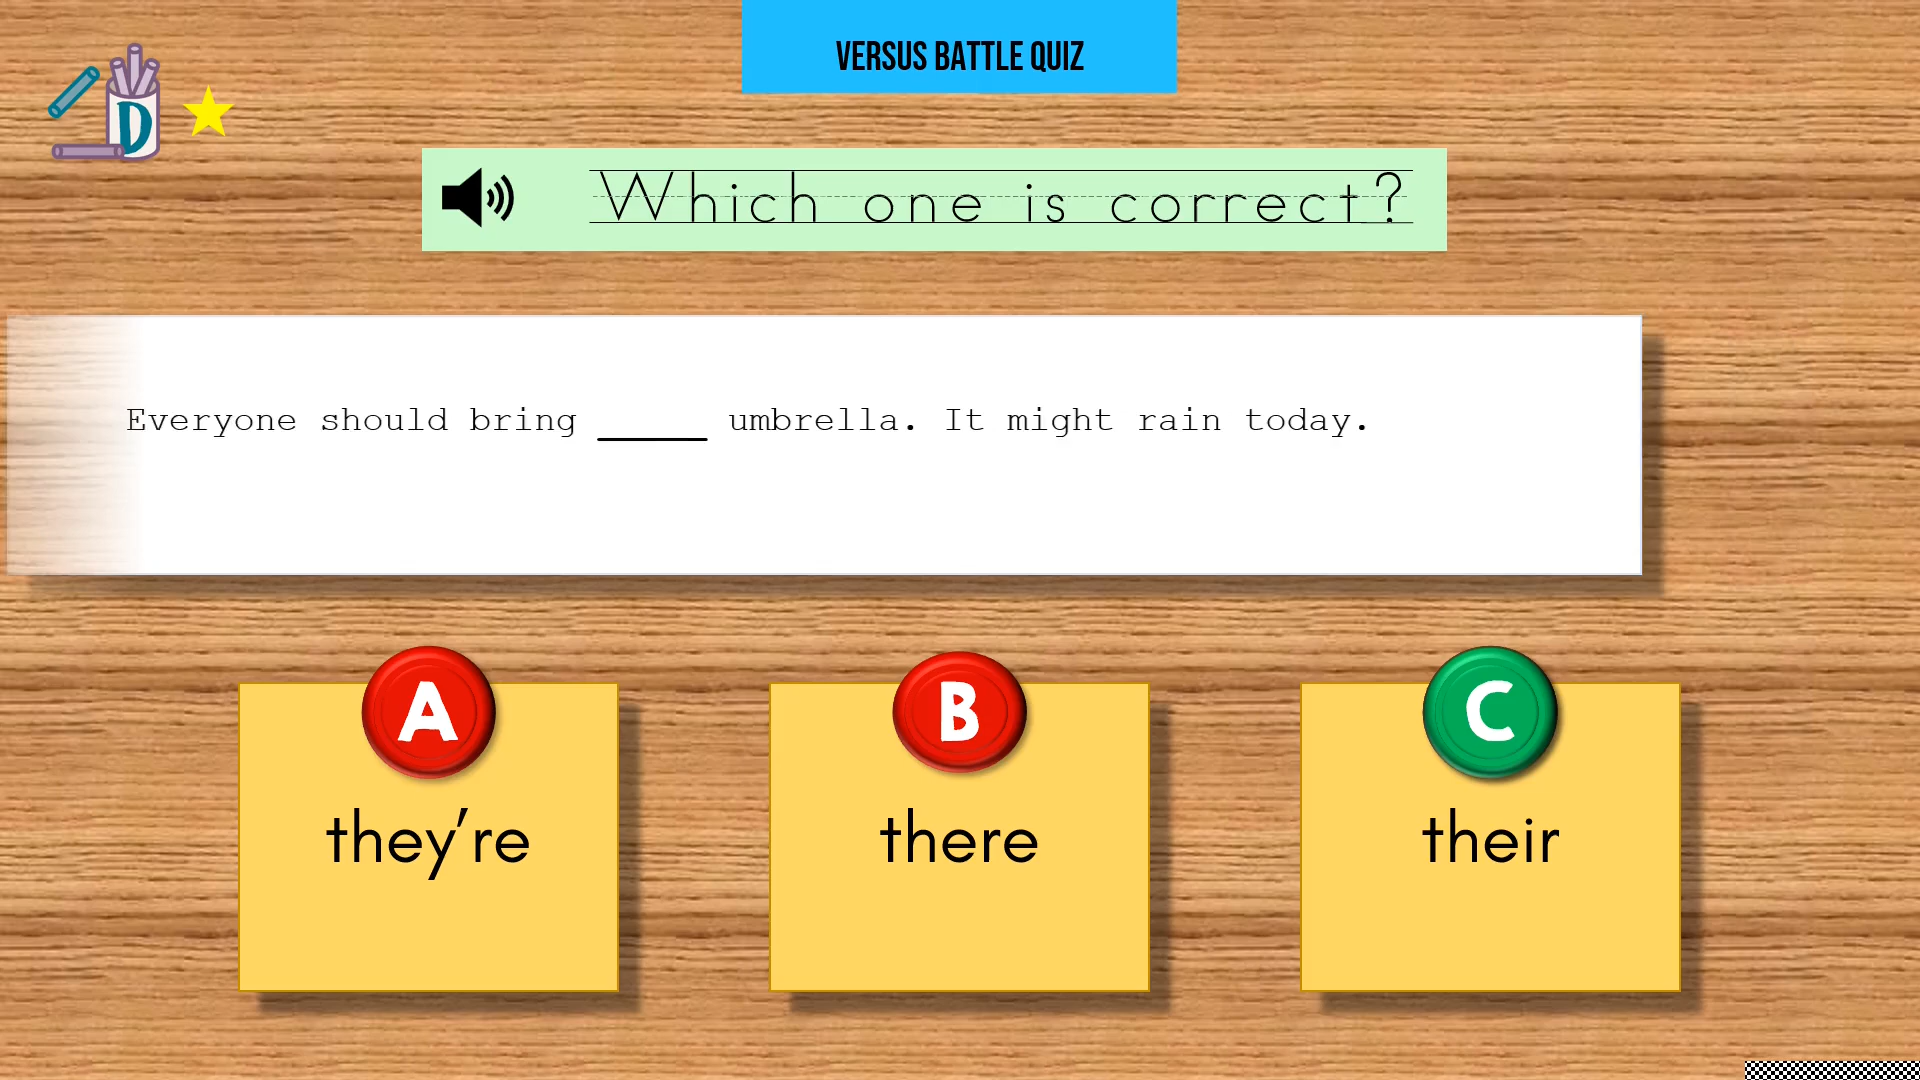 VERSUS BATTLE QUIZ
D
Which one is correct?
Everyone should bring _____ umbrella. It might rain today.
A
B
C
they’re
there
their